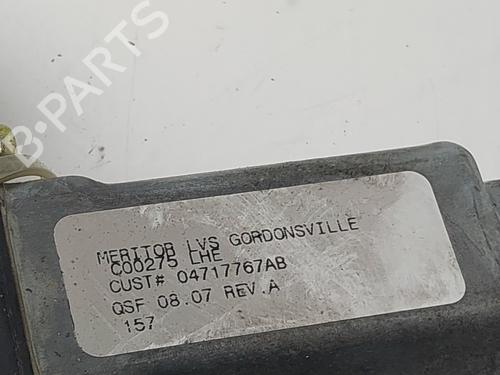 B-PARTS
MERITOR LVS GORDONSVILLE
C00275 LHE
CUST# 04717767AB
QSF 08.07 REV.A
157